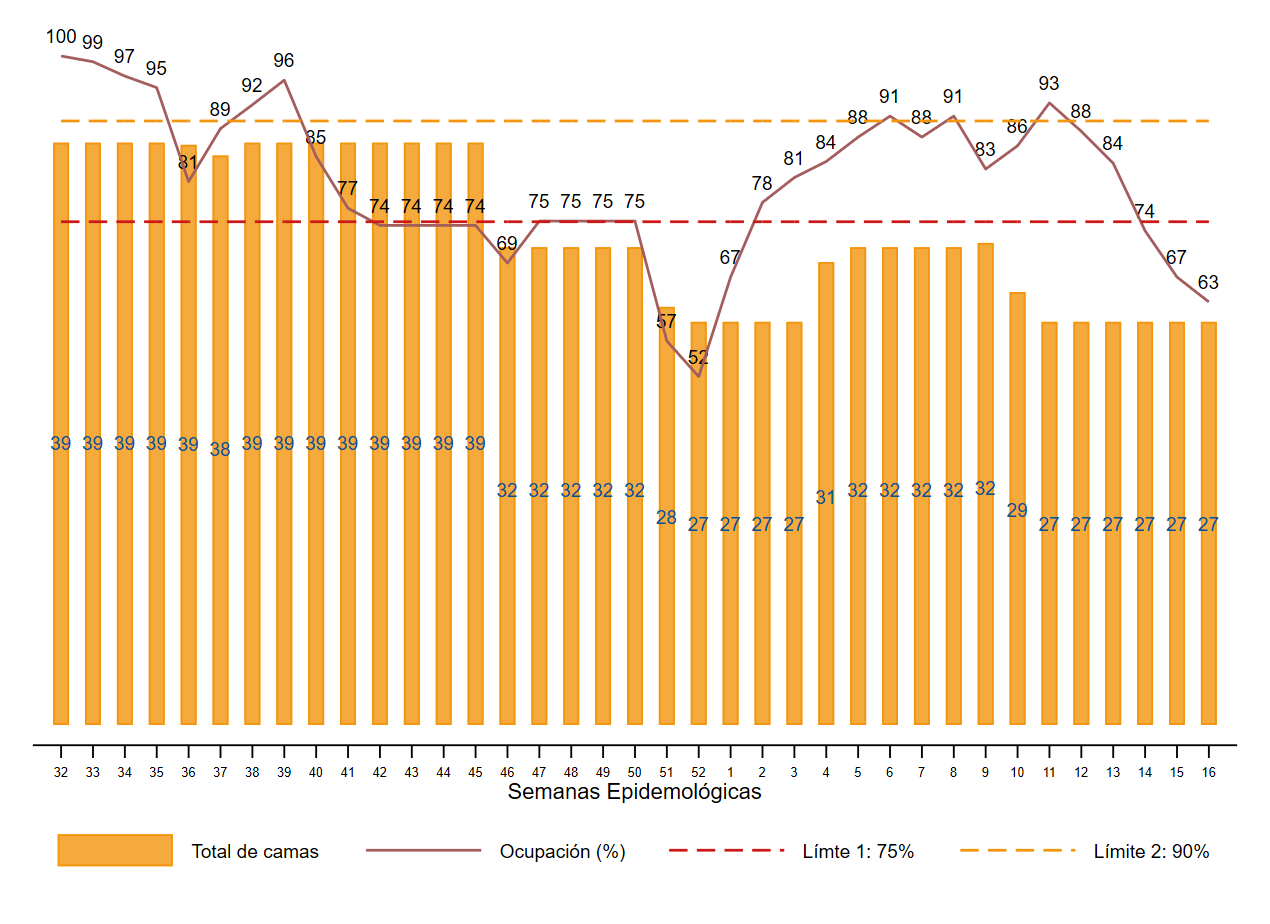 100 99 97 95 81 89 92 96 85 77 74 74 74 74 69 75 75 75 75 57 52 67 78 81 84 88 91 88 91 83 86 93 88 84 74 67 63
39 39 39 39 39 38 39 39 39 39 39 39 39 39 32 32 32 32 32 28 27 27 27 27 31 32 32 32 32 32 29 27 27 27 27 27 27
32 33 34 35 36 37 38 39 40 41 42 43 44 45 46 47 48 49 50 51 52 1 2 3 4 5 6 7 8 9 10 11 12 13 14 15 16
Semanas Epidemológicas
Total de camas Ocupación (%) Límte 1: 75% Límite 2: 90%